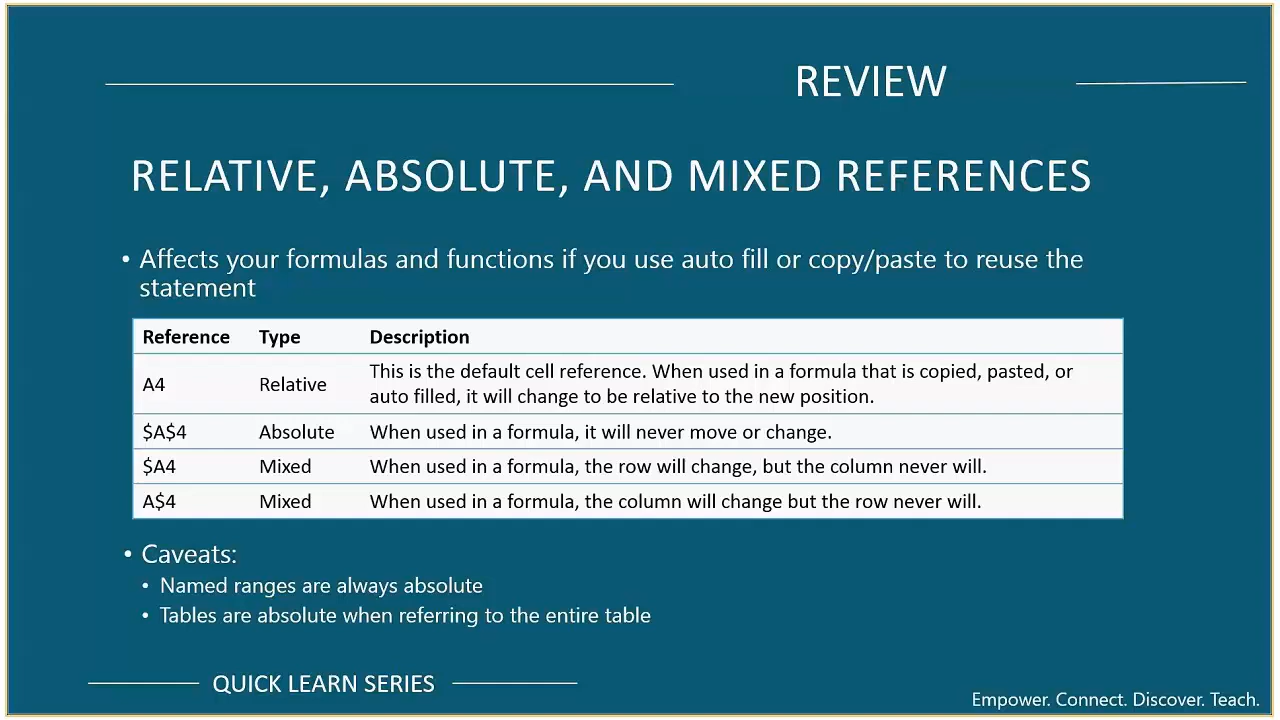 REVIEW
RELATIVE, ABSOLUTE, AND MIXED REFERENCES
• Affects your formulas and functions if you use auto fill or copy/paste to reuse the
statement
Reference Type Description
A4 Relative This is the default cell reference. When used in a formula that is copied, pasted, or
auto filled, it will change to be relative to the new position.
$A$4 Absolute When used in a formula, it will never move or change.
$A4 Mixed When used in a formula, the row will change, but the column never will.
A$4 Mixed When used in a formula, the column will change but the row never will.
• Caveats:
• Named ranges are always absolute
• Tables are absolute when referring to the entire table
QUICK LEARN SERIES
Empower. Connect. Discover. Teach.